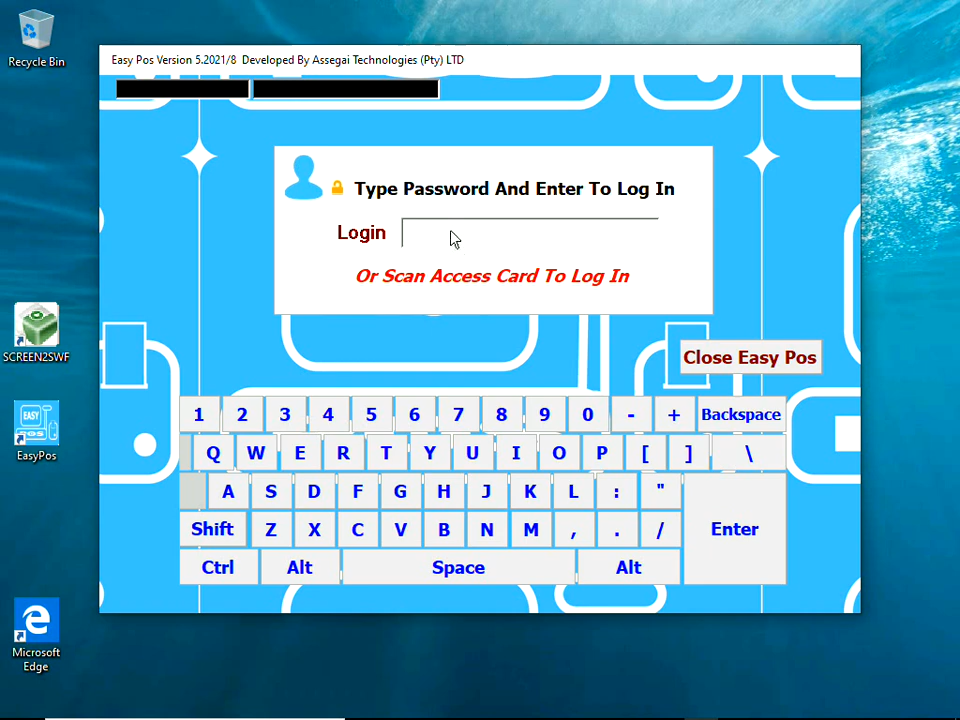 Recycle Bin
Easy Pos Version 5.2021/8 Developed By Assegai Technologies (Pty) LTD
Type Password And Enter To Log In
Login
Or Scan Access Card To Log In
SCREEN2SWF
Close Easy Pos
EASY
POS
EasyPos
1 2 3 4 5 6 7 8 9 0 - + Backspace
Q W E R T Y U I O P [ ] \
A S D F G H J K L : "
Shift Z X C V B N M , . / Enter
Ctrl Alt Space Alt
Microsoft
Edge